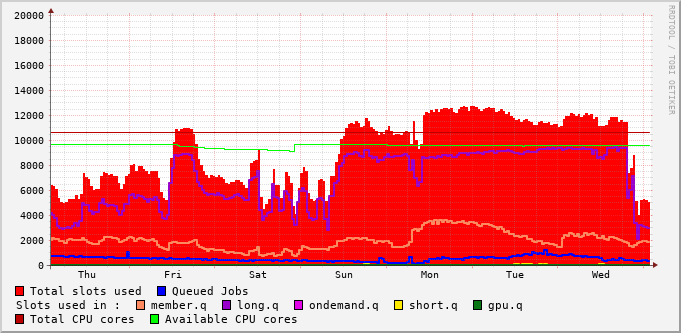 20000
18000
16000
14000
12000
10000
8000
6000
4000
2000
0
Thu Fri Sat Sun Mon Tue Wed
RRDTOOL / TOBI OETIKER
Total slots used Queued Jobs
Slots used in : member.q long.q ondemand.q short.q gpu.q
Total CPU cores Available CPU cores